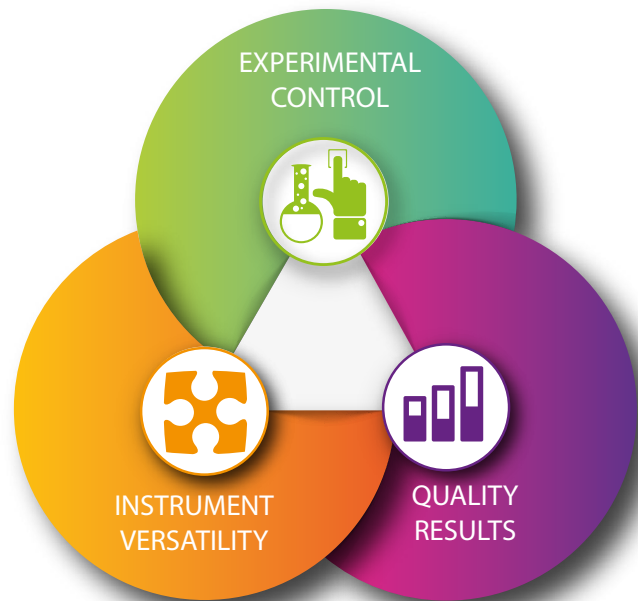 EXPERIMENTAL
CONTROL
INSTRUMENT
VERSATILITY
QUALITY
RESULTS